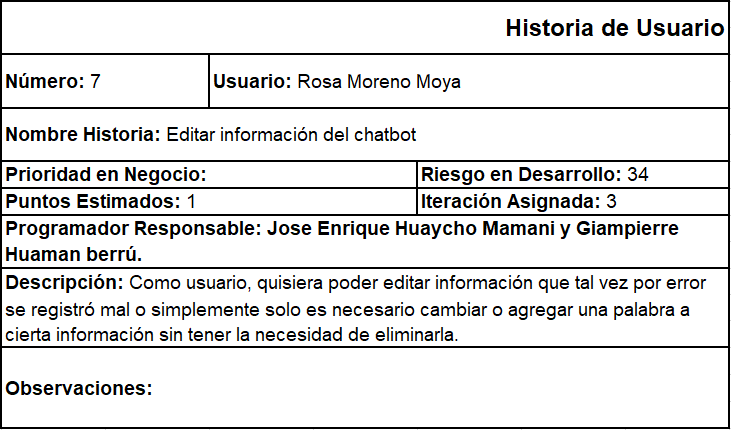 Historia de Usuario
Número: 7
Usuario: Rosa Moreno Moya
Nombre Historia: Editar información del chatbot
Prioridad en Negocio:
Riesgo en Desarrollo: 34
Puntos Estimados: 1
Iteración Asignada: 3
Programador Responsable: Jose Enrique Huaycho Mamani y Giampierre
Huaman berrú.
Descripción: Como usuario, quisiera poder editar información que tal vez por error
se registró mal o simplemente solo es necesario cambiar o agregar una palabra a
cierta información sin tener la necesidad de eliminarla.
Observaciones: